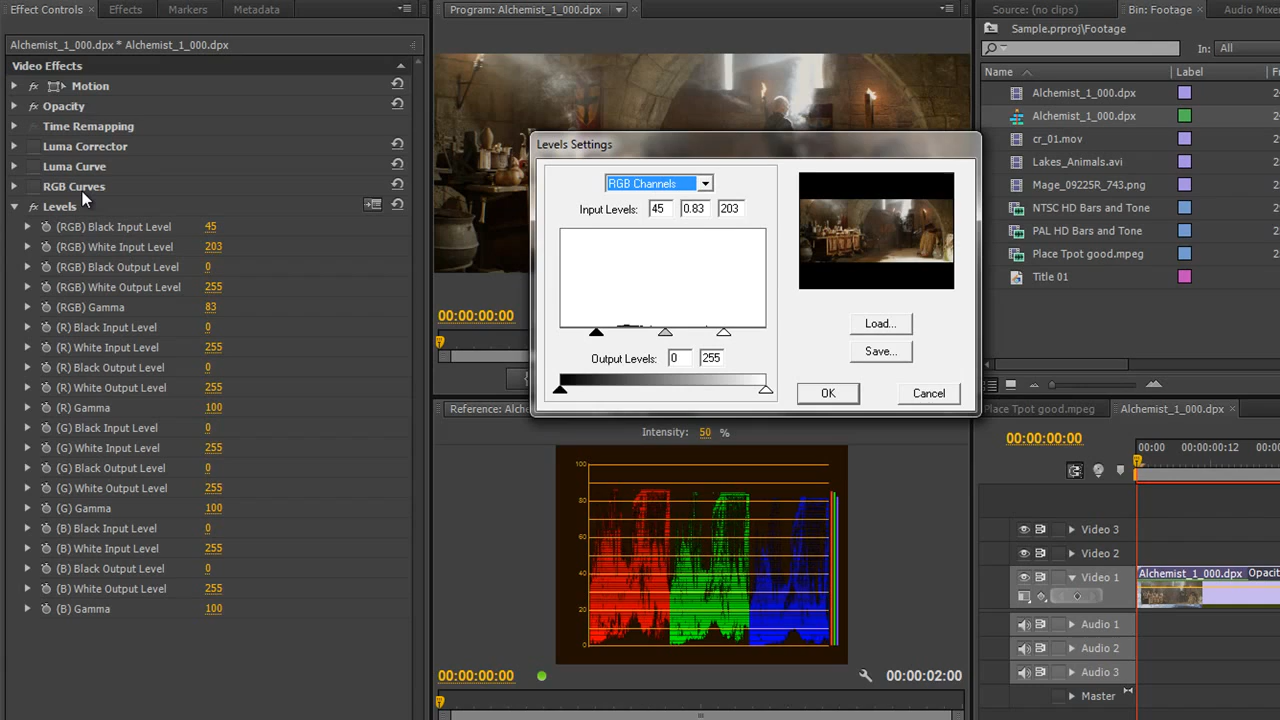 Effect Controls
Effects
Markers
Metadata
Alchemist_1_000.dpx * Alchemist_1_000.dpx
Video Effects
fx Motion
fx Opacity
Time Remapping
Luma Corrector
Luma Curve
RGB Curves
fx Levels
(RGB) Black Input Level 45
(RGB) White Input Level 203
(RGB) Black Output Level 0
(RGB) White Output Level 255
(RGB) Gamma 83
(R) Black Input Level 0
(R) White Input Level 255
(R) Black Output Level 0
(R) White Output Level 255
(R) Gamma 100
(G) Black Input Level 0
(G) White Input Level 255
(G) Black Output Level 0
(G) White Output Level 255
(G) Gamma 100
(B) Black Input Level 0
(B) White Input Level 255
(B) Black Output Level 0
(B) White Output Level 255
(B) Gamma 100
Program: Alchemist_1_000.dpx
00:00:00:00
Levels Settings
RGB Channels
Input Levels: 45 0.83 203
Output Levels: 0 255
Load...
Save...
OK
Cancel
Reference: Alche
Intensity: 50 %
100
80
60
40
20
0
00:00:00:00
00:00:02:00
Source: (no clips)
Bin: Footage
Audio Mixe
Sample.prproj\Footage
In: All
Name
Label
Alchemist_1_000.dpx
Alchemist_1_000.dpx
cr_01.mov
Lakes_Animals.avi
Mage_09225R_743.png
NTSC HD Bars and Tone
PAL HD Bars and Tone
Place Tpot good.mpeg
Title 01
Place Tpot good.mpeg
Alchemist_1_000.dpx
00:00:00:00
00:00
00:00:00:12
00:00
Video 3
Video 2
Video 1
Alchemist_1_000.dpx Opacit
Audio 1
Audio 2
Audio 3
Master